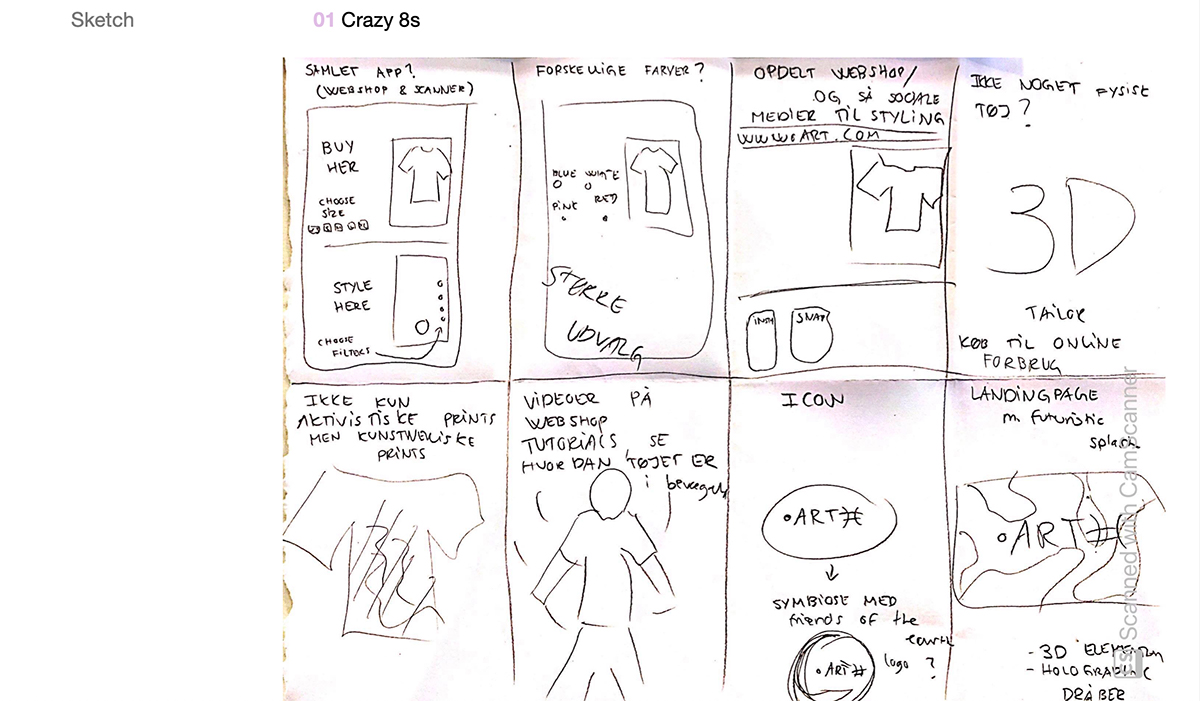 Sketch
01 Crazy 8s
SAMLET APP?
(WEBSHOP & SCANNER)
BUY
HER
CHOOSE
SIZE
STYLE
HERE
CHOOSE
FILTERS
FORSKELLIGE FARVER?
BLUE WHITE
PINK RED
STØRRE
UDVALG
OPDELT WEBSHOP/
OG SÅ SOCIALE
MEDIER TIL STYLING
ART.COM
INSTA
SNAP
IKKE NOGET FYSISK
TØJ?
3D
TAILOR
KØB TIL ONLINE
FORBRUG
IKKE KUN
AKTIVISTISKE PRINTS
MEN KUNSTNERISKE
PRINTS
VIDEOER PÅ
WEBSHOP
TUTORIALS SE
HVORDAN TØJET ER
i
ICON
•ART#
SYMBIOSE MED
friends of the
earth
logo ?
•ART#
LANDINGPAGE
m. futuristic
splash
•ART#
- 3D ELEMENTER
- HOLOGRAPHIC
DRÅBER
CS Scanned with CamScanner